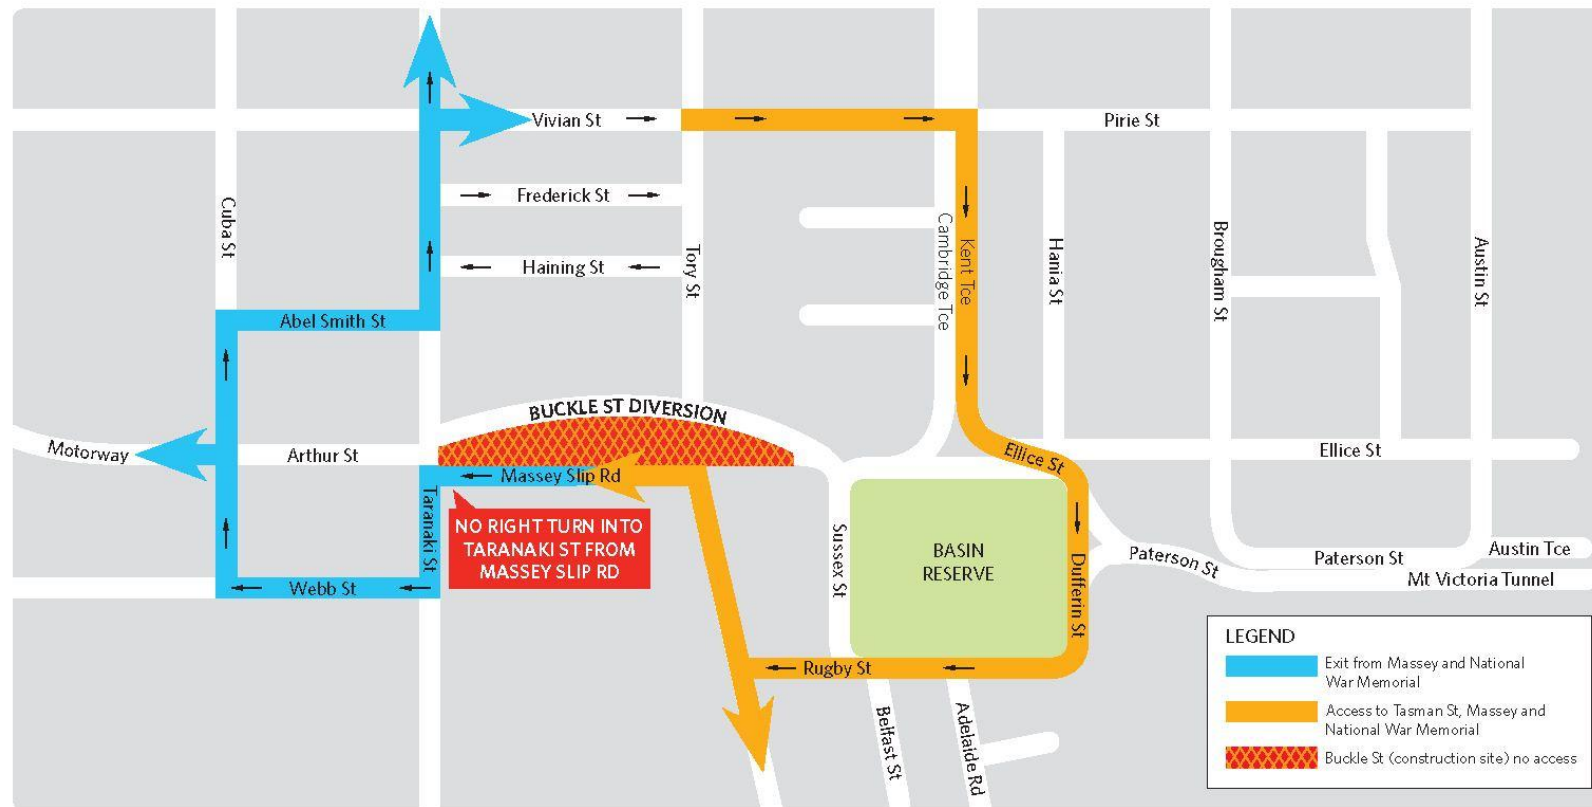 Vivian St
Pirie St
Frederick St
Haining St
Cuba St
Tory St
Cambridge Tce
Kent Tce
Hania St
Brougham St
Austin St
Abel Smith St
BUCKLE ST DIVERSION
Motorway
Arthur St
Massey Slip Rd
Ellice St
Ellice St
Taranaki St
NO RIGHT TURN INTO
TARANAKI ST FROM
MASSEY SLIP RD
Sussex St
BASIN
RESERVE
Dufferin St
Paterson St
Paterson St
Austin Tce
Mt Victoria Tunnel
Webb St
Rugby St
Belfast St
Adelaide Rd
LEGEND
Exit from Massey and National
War Memorial
Access to Tasman St, Massey and
National War Memorial
Buckle St (construction site) no access